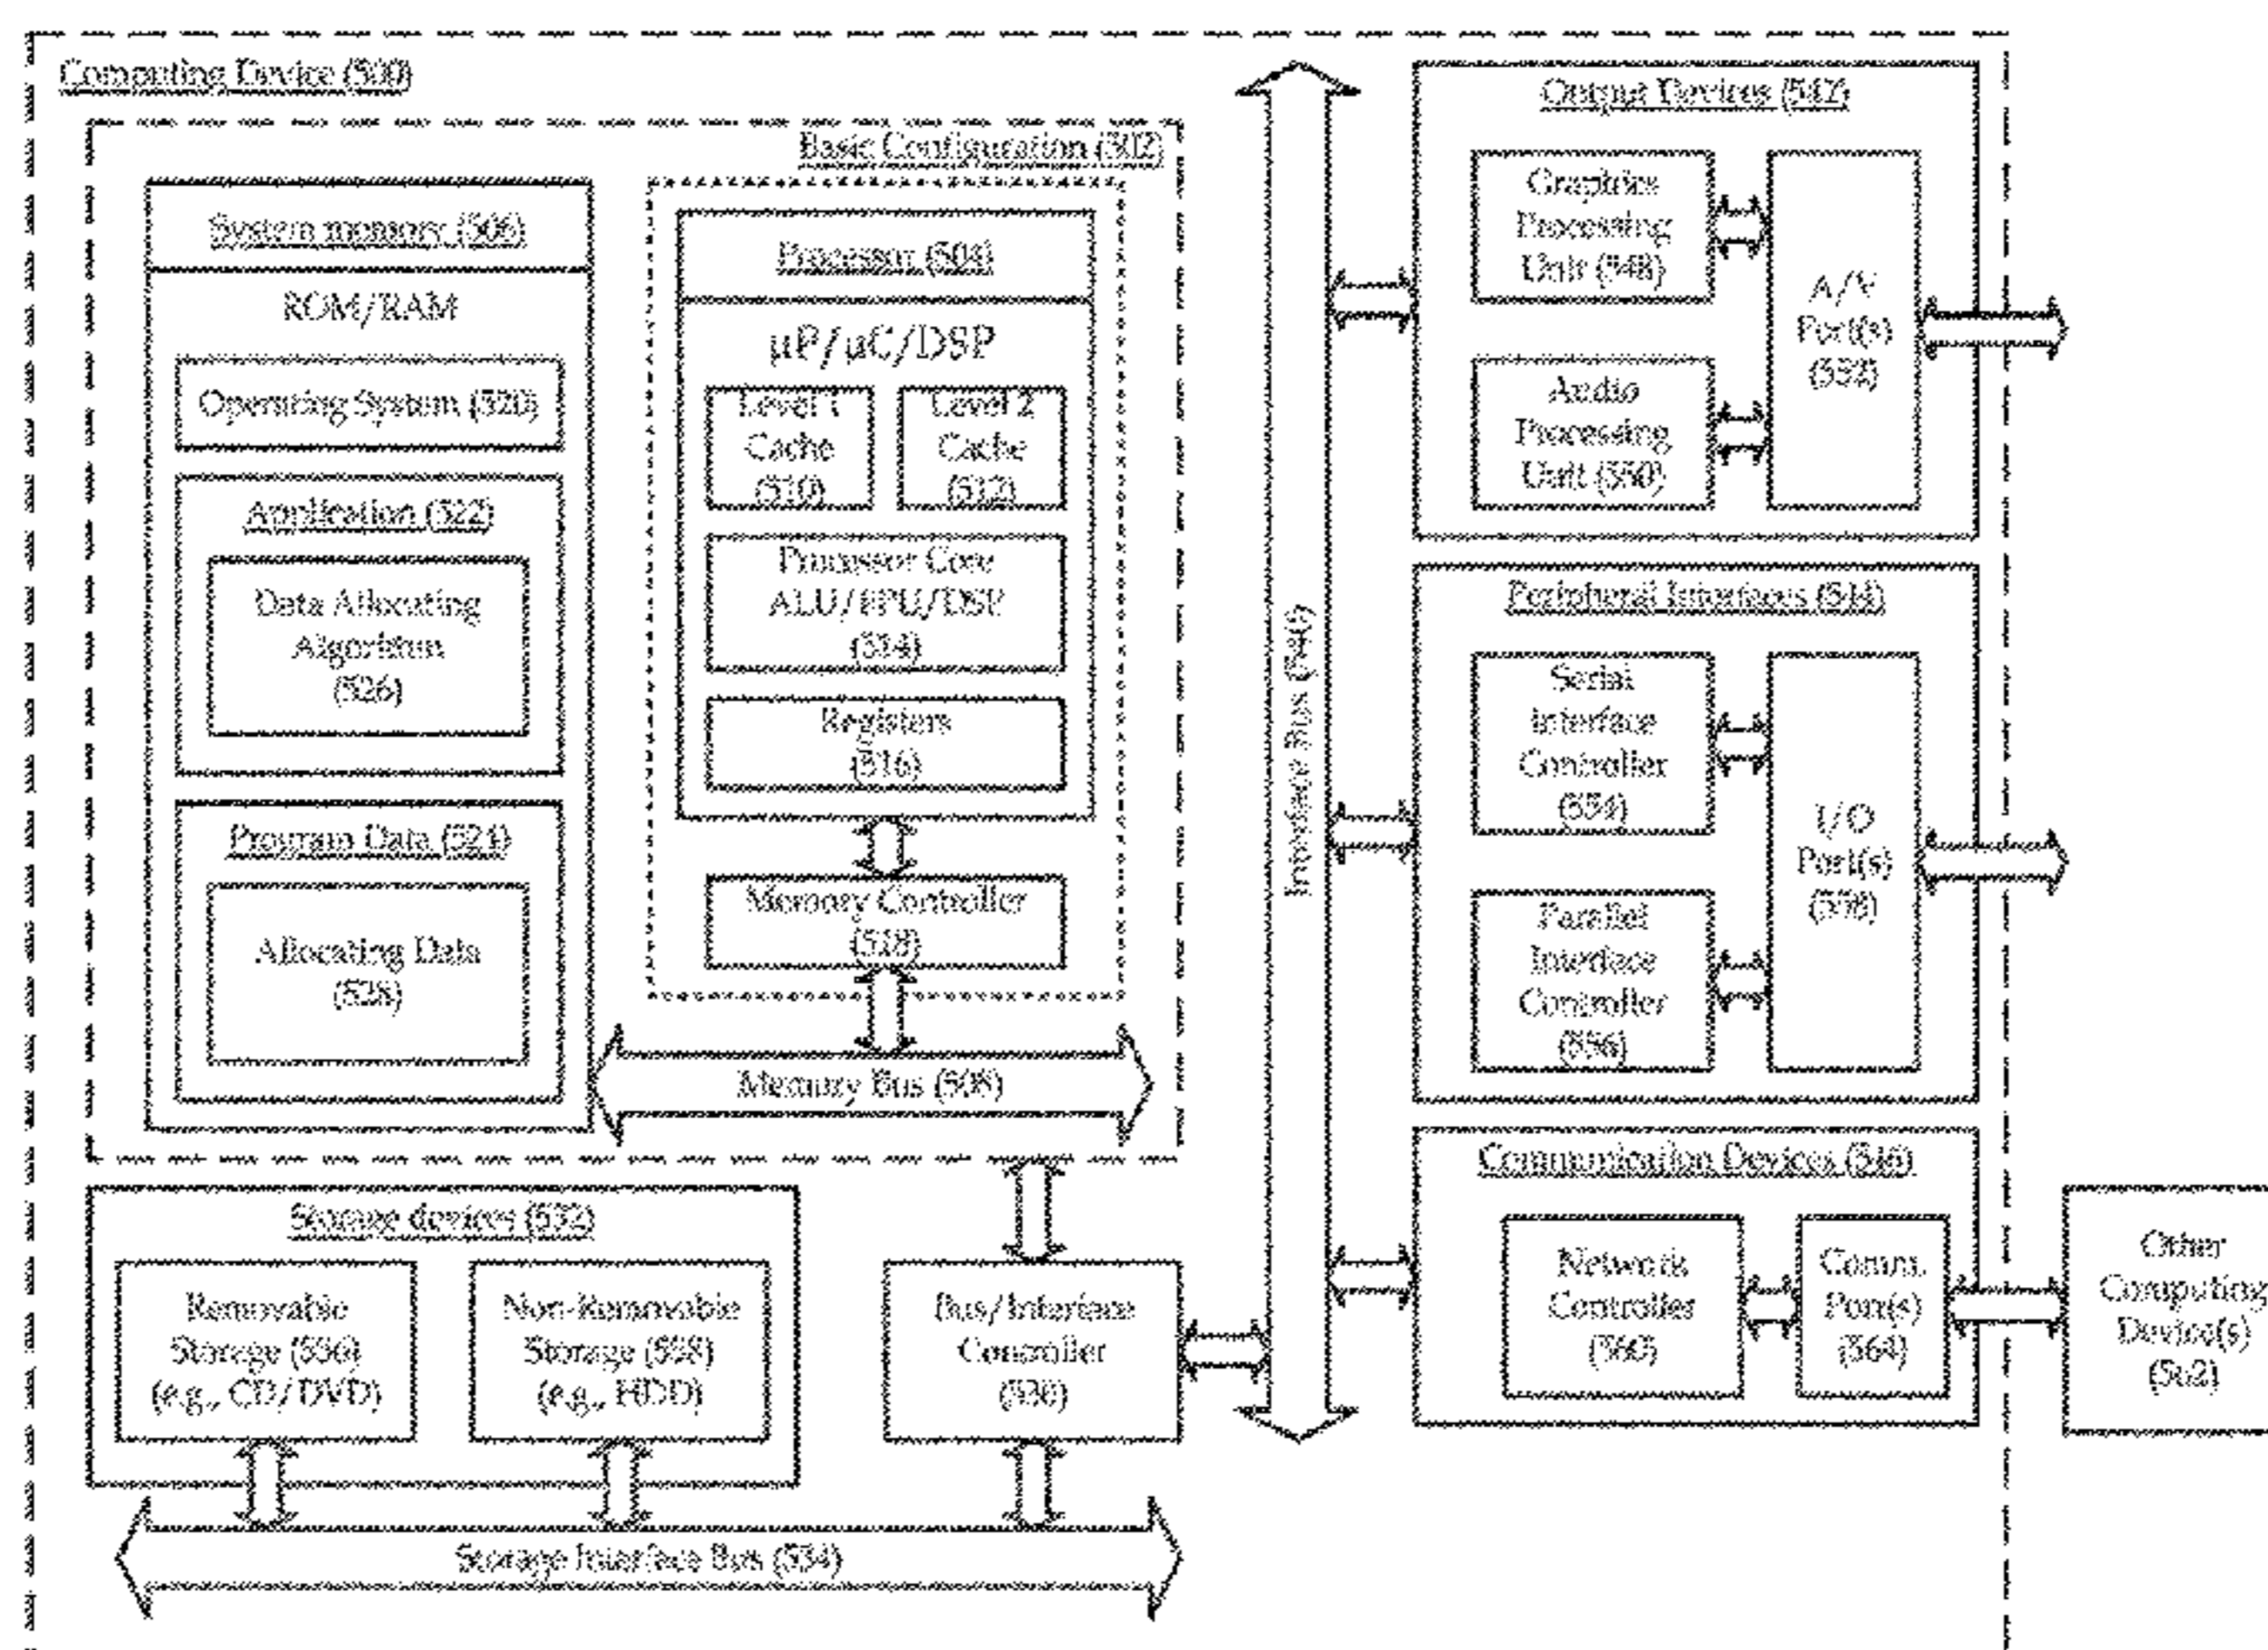 Computing Device (500)
Basic Configuration (502)
System memory (506)
ROM/RAM
Operating System (520)
Application (522)
Data Allocating
Algorithm
(526)
Program Data (524)
Allocating Data
(528)
Processor (504)
µP/µC/DSP
Level 1
Cache
(510)
Level 2
Cache
(512)
Processor Core
ALU/FPU/DSP
(514)
Registers
(516)
Memory Controller
(518)
Memory Bus (508)
Storage devices (532)
Removable
Storage (536)
(e.g., CD/DVD)
Non-Removable
Storage (538)
(e.g., HDD)
Bus/Interface
Controller
(530)
Storage Interface Bus (534)
Interface Bus (540)
Output Devices (542)
Graphics
Processing
Unit (548)
Audio
Processing
Unit (550)
A/V
Port(s)
(552)
Peripheral Interfaces (544)
Serial
Interface
Controller
(554)
Parallel
Interface
Controller
(556)
I/O
Port(s)
(558)
Communication Devices (546)
Network
Controller
(560)
Comm.
Port(s)
(564)
Other
Computing
Device(s)
(562)